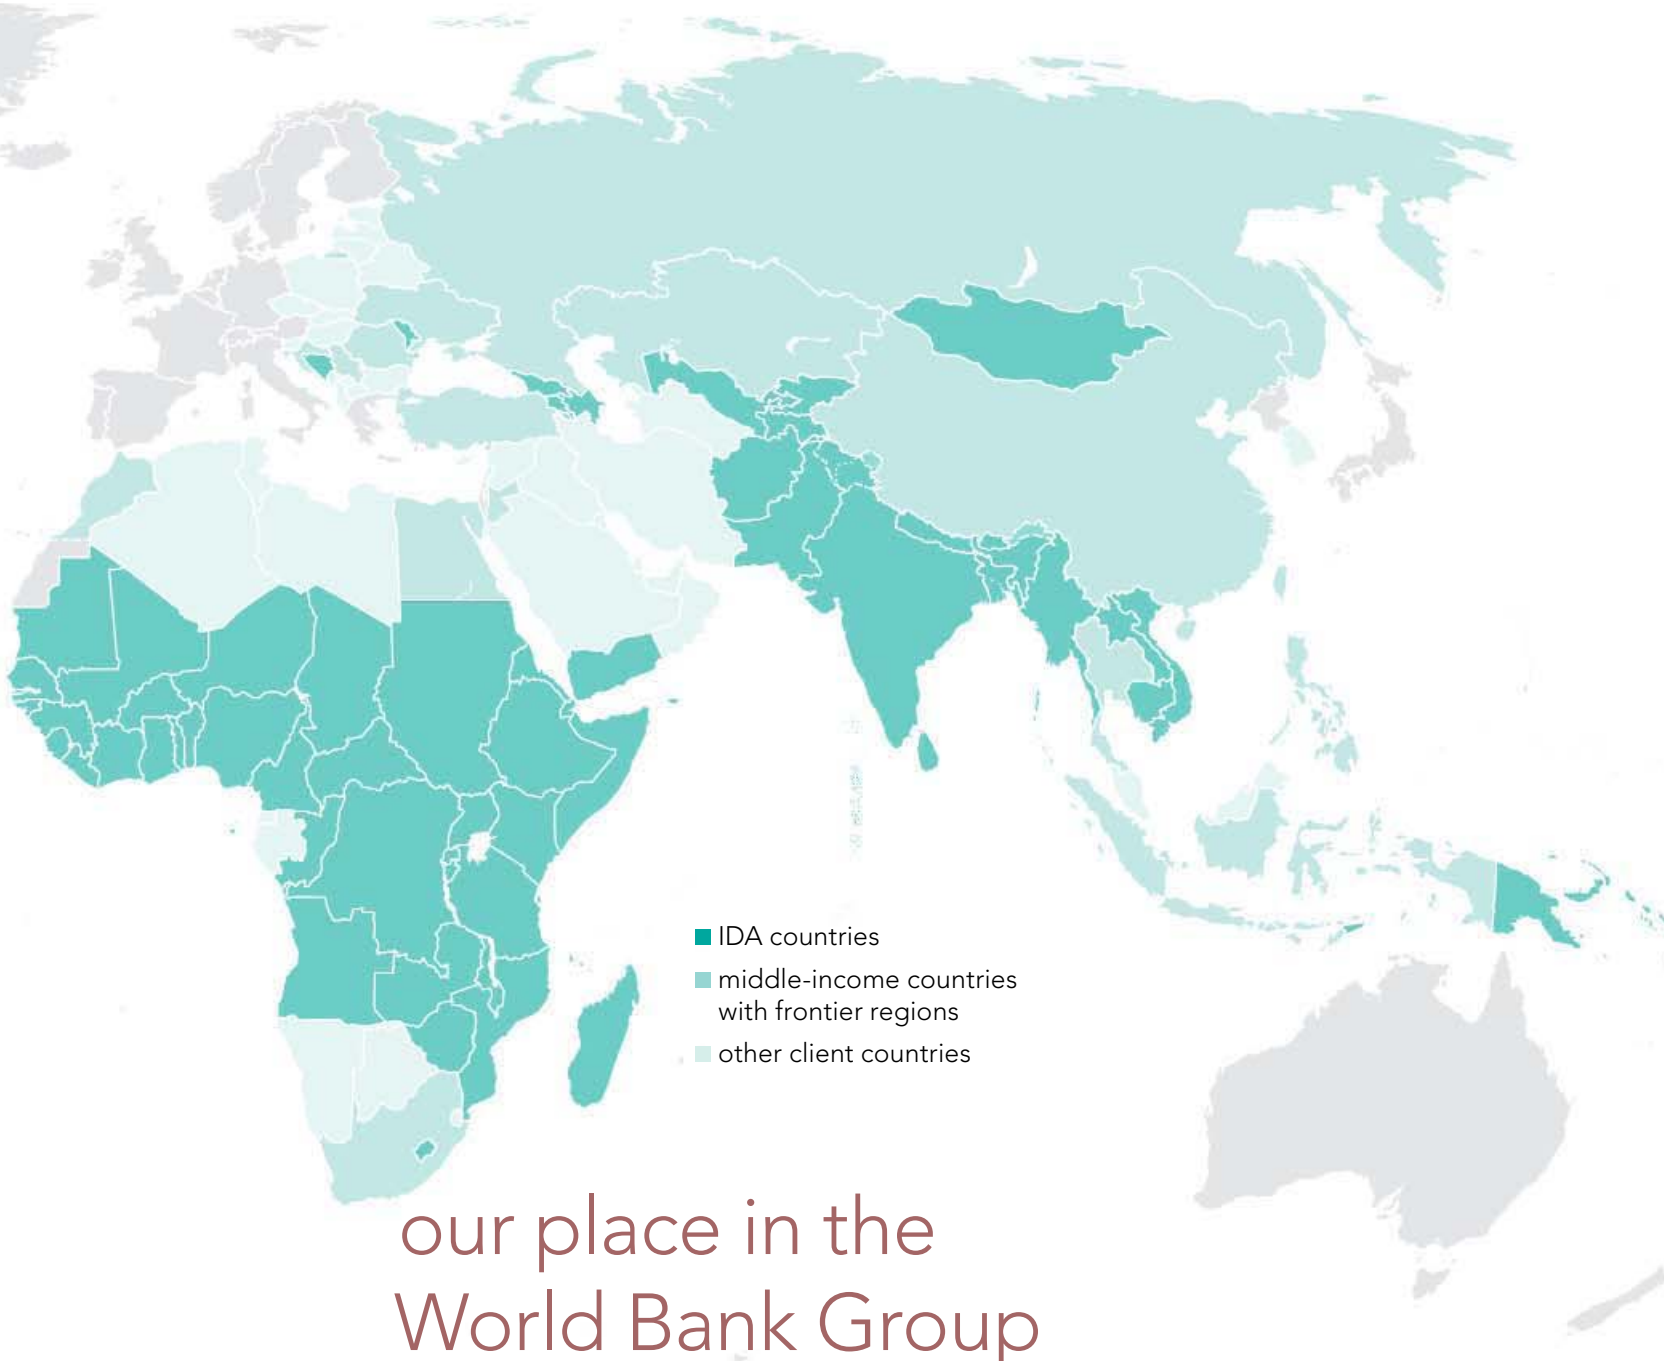 IDA countries
middle-income countries
with frontier regions
other client countries
our place in the
World Bank Group